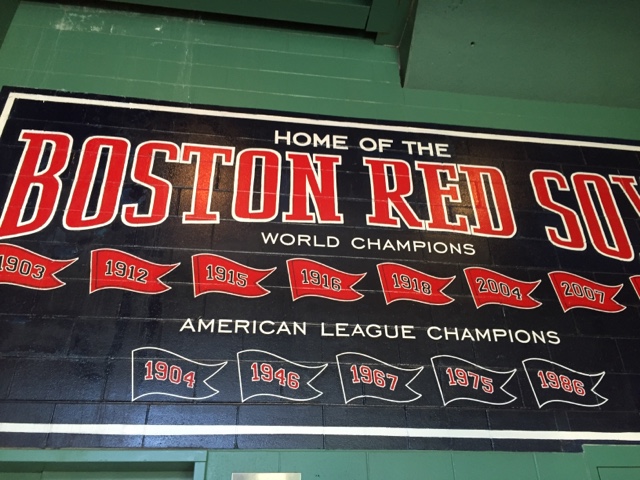 HOME OF THE
BOSTON RED SOX
WORLD CHAMPIONS
1903 1912 1915 1916 1918 2004 2007
AMERICAN LEAGUE CHAMPIONS
1904 1946 1967 1975 1986